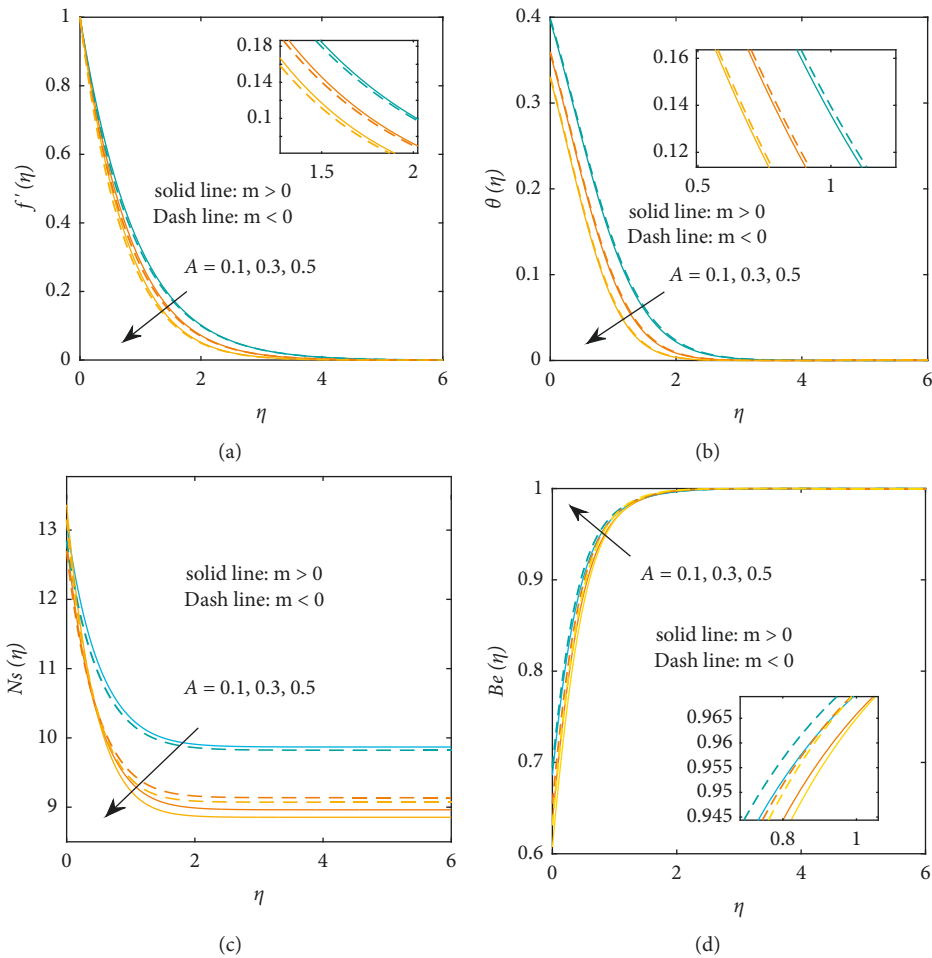 1
0.8
0.6
0.4
0.2
0
f ' (η)
0.18
0.14
0.1
1.5
2
solid line: m > 0
Dash line: m < 0
A = 0.1, 0.3, 0.5
0
2
4
6
η
(a)
0.4
0.3
0.2
0.1
0
θ (η)
0.16
0.14
0.12
0.5
1
solid line: m > 0
Dash line: m < 0
A = 0.1, 0.3, 0.5
0
2
4
6
η
(b)
13
12
11
10
9
Ns (η)
solid line: m > 0
Dash line: m < 0
A = 0.1, 0.3, 0.5
0
2
4
6
η
(c)
1
0.9
0.8
0.7
0.6
Be (η)
A = 0.1, 0.3, 0.5
solid line: m > 0
Dash line: m < 0
0.965
0.96
0.955
0.95
0.945
0.8
1
0
2
4
6
η
(d)